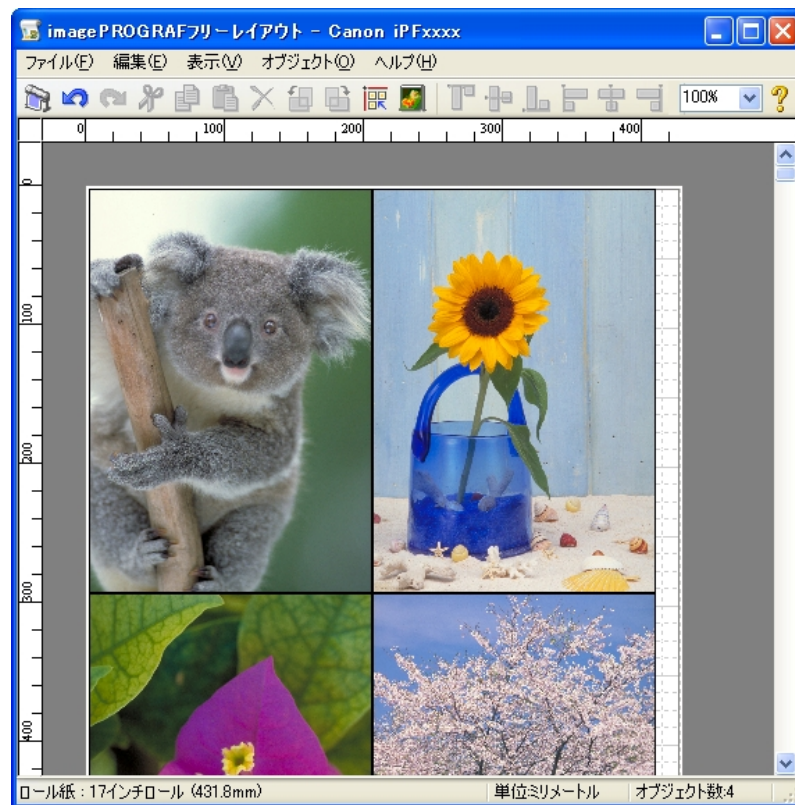 imagePROGRAFフリーレイアウト - Canon iPFxxxx
ファイル(F) 編集(E) 表示(V) オブジェクト(O) ヘルプ(H)
100%
0 100 200 300 400
0
100
200
300
400
ロール紙:17インチロール (431.8mm) 単位:ミリメートル オブジェクト数:4